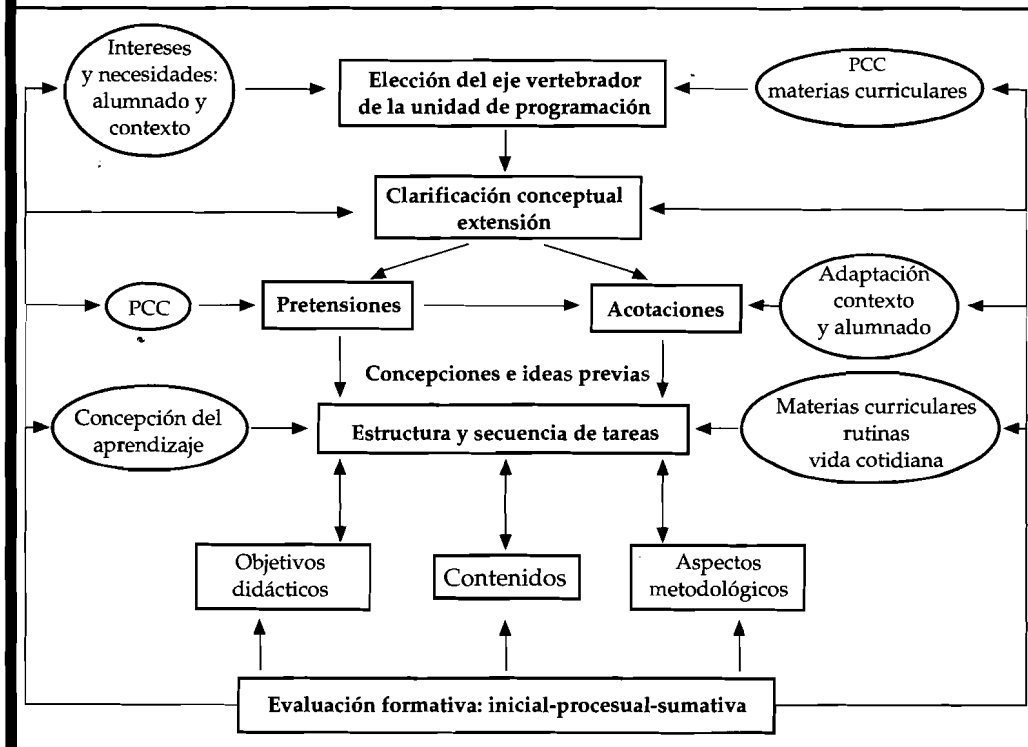 Intereses
y necesidades:
alumnado y
contexto
Elección del eje vertebrador
de la unidad de programación
PCC
materias curriculares
Clarificación conceptual
extensión
PCC
Pretensiones
Acotaciones
Adaptación
contexto
y alumnado
Concepciones e ideas previas
Concepción del
aprendizaje
Estructura y secuencia de tareas
Materias curriculares
rutinas
vida cotidiana
Objetivos
didácticos
Contenidos
Aspectos
metodológicos
Evaluación formativa: inicial-procesual-sumativa